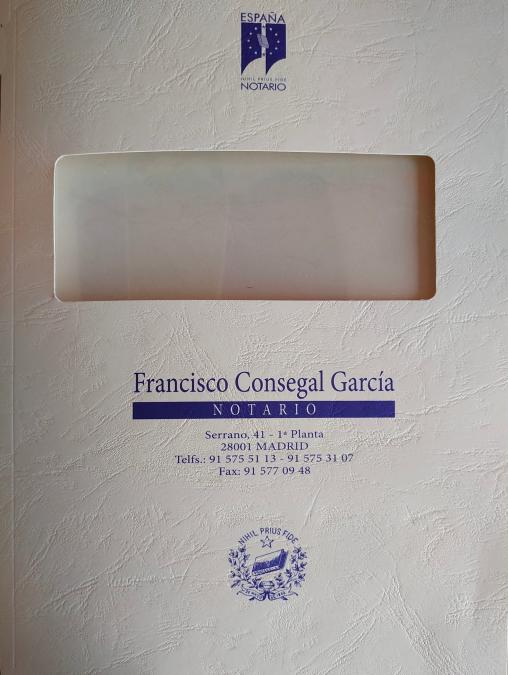 ESPAÑA
NIHIL PRIUS FIDE
NOTARIO
Francisco Consegal García
NOTARIO
Serrano, 41 - 1ª Planta
28001 MADRID
Telfs.: 91 575 51 13 - 91 575 31 07
Fax: 91 577 09 48
NIHIL PRIUS FIDE